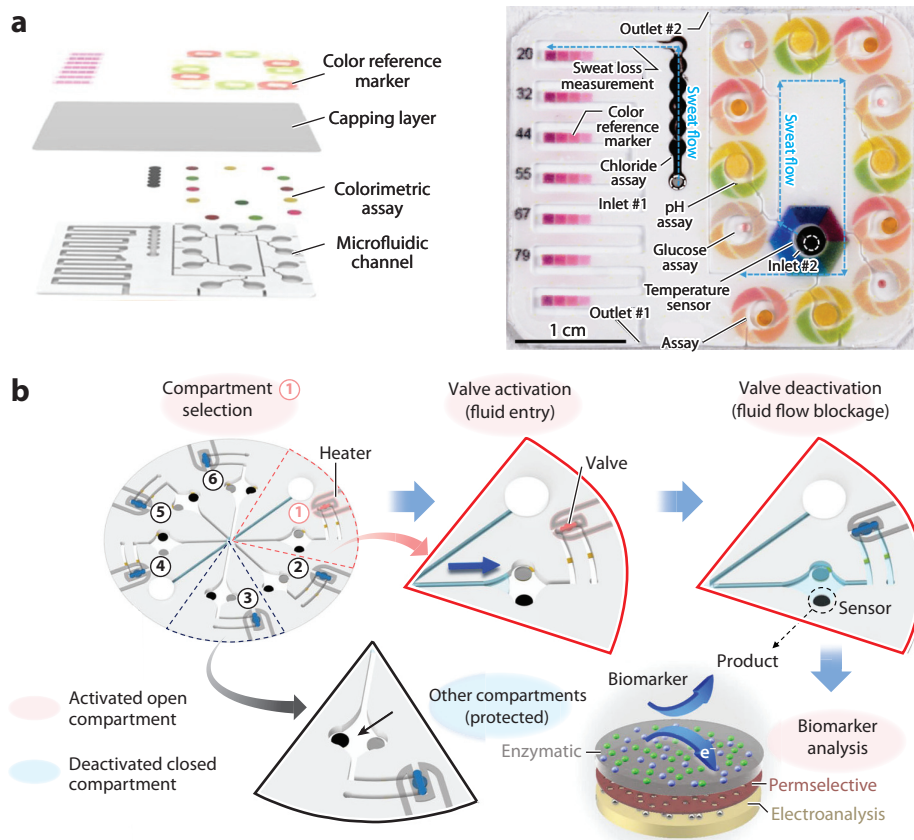 a
Color reference
marker
Capping layer
Colorimetric
assay
Microfluidic
channel
Outlet #2
20
Sweat loss
measurement
32
Color
reference
marker
44
Sweat flow
Chloride
assay
55
Inlet #1
pH
assay
67
Glucose
assay
79
Sweat flow
Inlet #2
Temperature
sensor
Outlet #1
1 cm
Assay
b
Compartment 1
selection
Heater
6
1
5
4
2
3
Valve activation
(fluid entry)
Valve
Valve deactivation
(fluid flow blockage)
Sensor
Product
Activated open
compartment
Deactivated closed
compartment
Other compartments
(protected)
Biomarker
Enzymatic
e⁻
Permselective
Electroanalysis
Biomarker
analysis